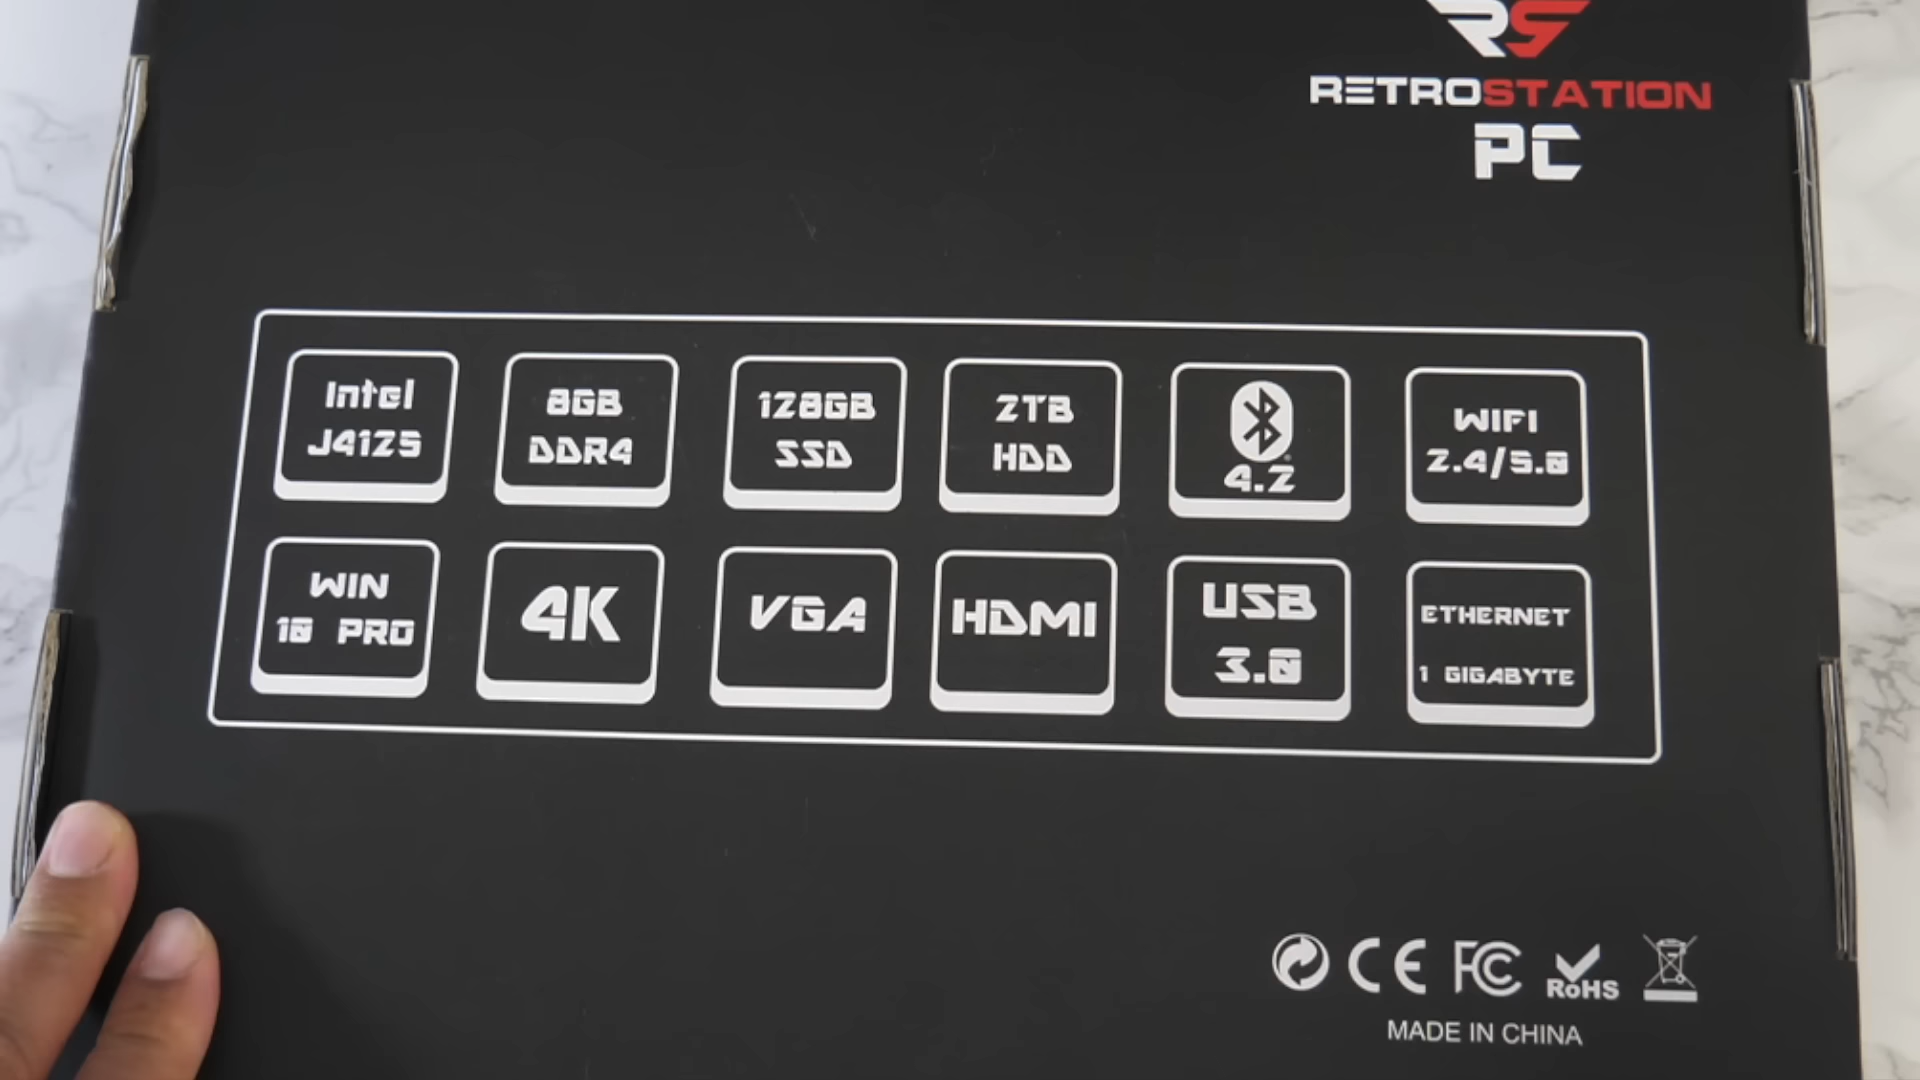 RS
RETROSTATION
PC
Intel
J4125
8GB
DDR4
128GB
SSD
2TB
HDD
4.2
WIFI
2.4/5.0
WIN
10 PRO
4K
VGA
HDMI
USB
3.0
ETHERNET
1 GIGABYTE
CE FC RoHS
MADE IN CHINA